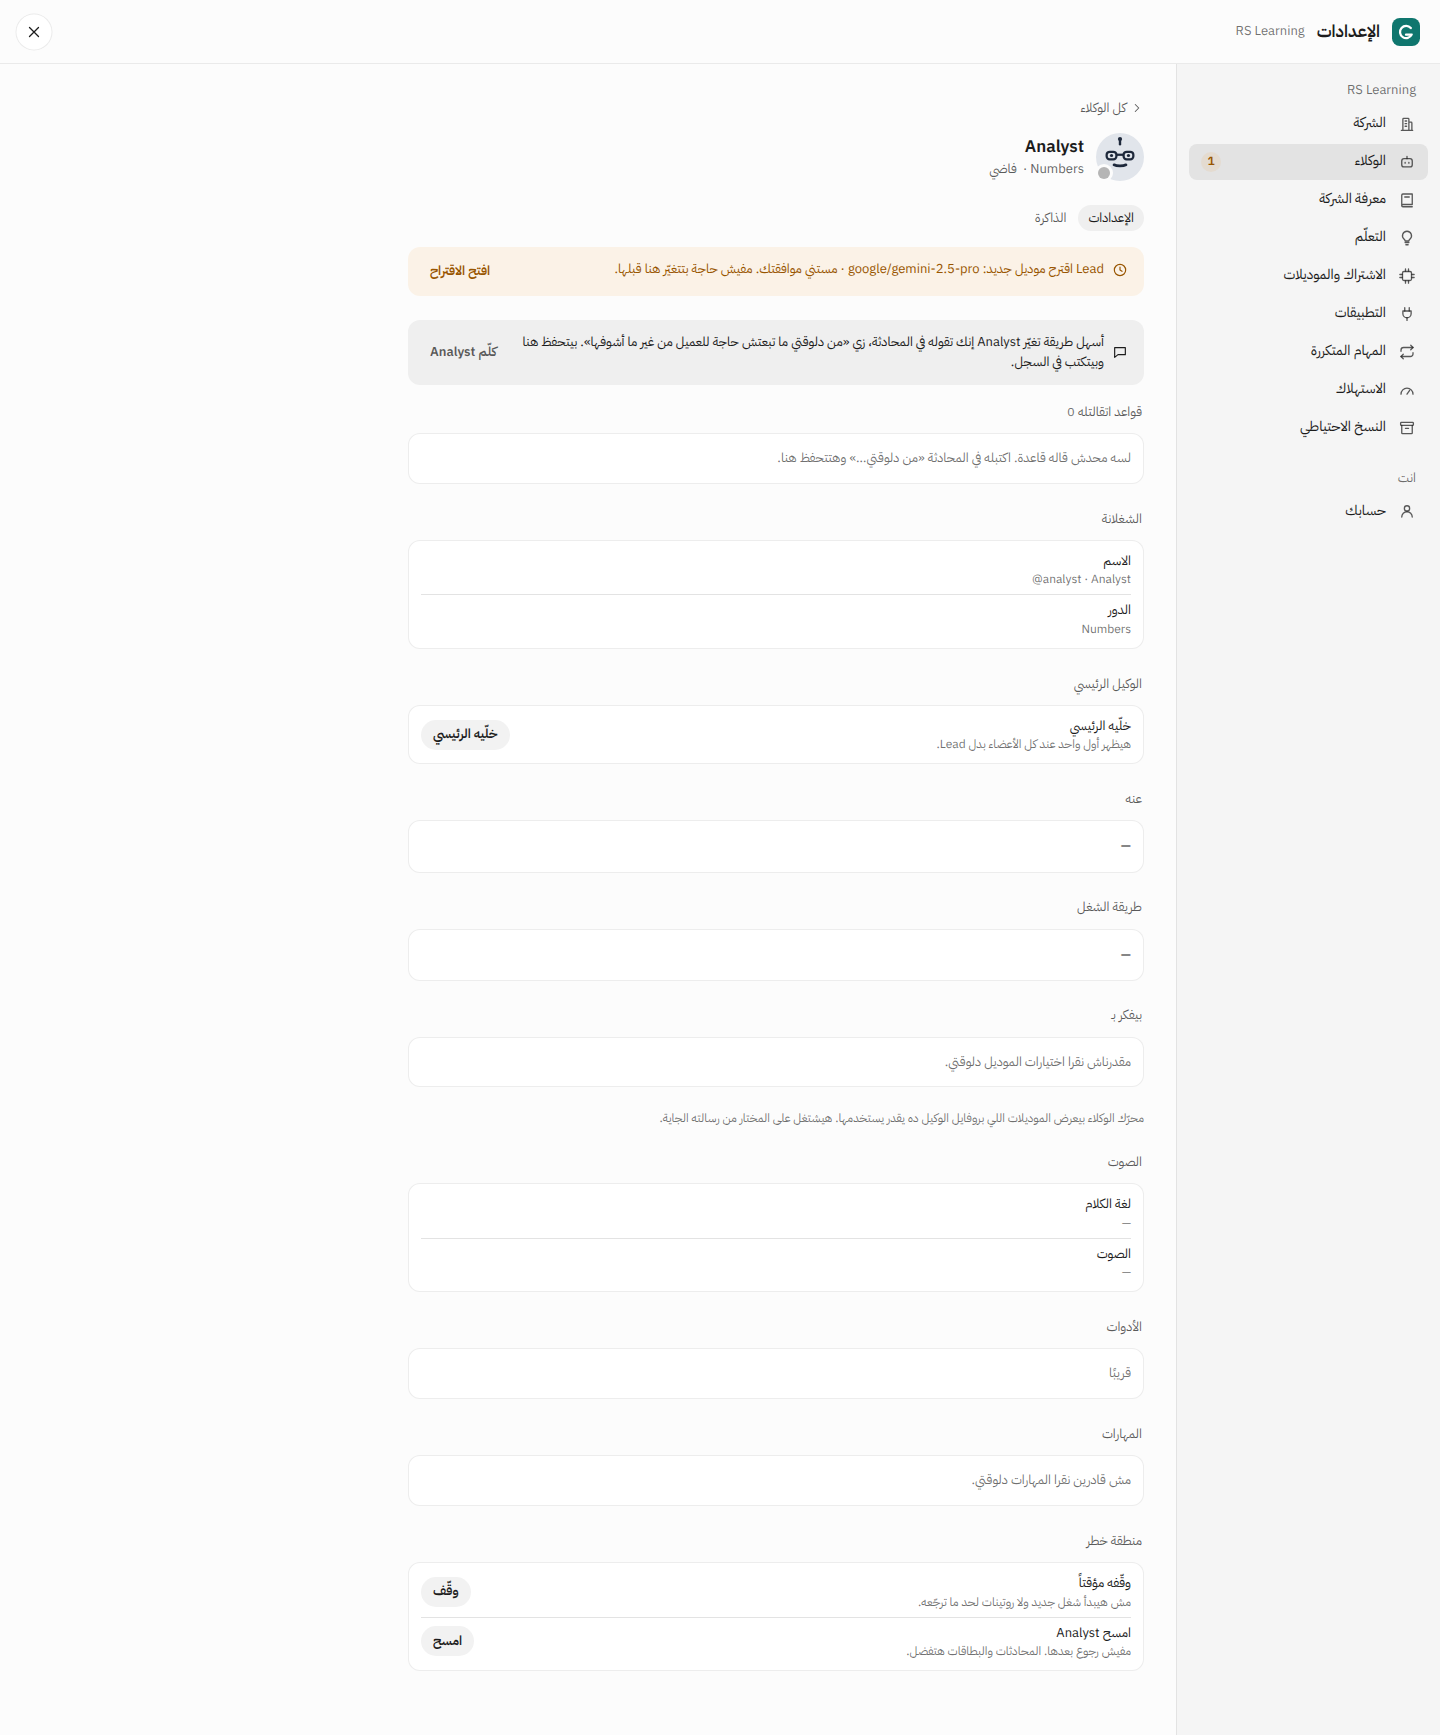 الإعدادات RS Learning
RS Learning
الشركة
الوكلاء 1
معرفة الشركة
التعلّم
الاشتراك والموديلات
التطبيقات
المهام المتكررة
الاستهلاك
النسخ الاحتياطي
انت
حسابك
كل الوكلاء
Analyst
Numbers · فاضي
الإعدادات الذاكرة
Lead اقترح موديل جديد: google/gemini-2.5-pro · مستني موافقتك. مفيش حاجة بتتغيّر هنا قبلها. افتح الاقتراح
أسهل طريقة تغيّر Analyst إنك تقوله في المحادثة، زي «من دلوقتي ما تبعتش حاجة للعميل من غير ما أشوفها». بيتحفظ هنا
وبيتكتب في السجل.
كلّم Analyst
قواعد اتقالتله 0
لسه محدش قاله قاعدة. اكتبله في المحادثة «من دلوقتي…» وهتتحفظ هنا.
الشغلانة
الاسم
@analyst · Analyst
الدور
Numbers
الوكيل الرئيسي
خلّيه الرئيسي
هيظهر أول واحد عند كل الأعضاء بدل Lead.
خلّيه الرئيسي
عنه
—
طريقة الشغل
—
بيفكر بـ
مقدرناش نقرا اختيارات الموديل دلوقتي.
محرّك الوكلاء بيعرض الموديلات اللي بروفايل الوكيل ده يقدر يستخدمها. هيشتغل على المختار من رسالته الجاية.
الصوت
لغة الكلام
—
الصوت
—
الأدوات
قريبًا
المهارات
مش قادرين نقرا المهارات دلوقتي.
منطقة خطر
وقّفه مؤقتاً
مش هيبدأ شغل جديد ولا روتينات لحد ما ترجّعه.
وقّف
امسح Analyst
مفيش رجوع بعدها. المحادثات والبطاقات هتفضل.
امسح